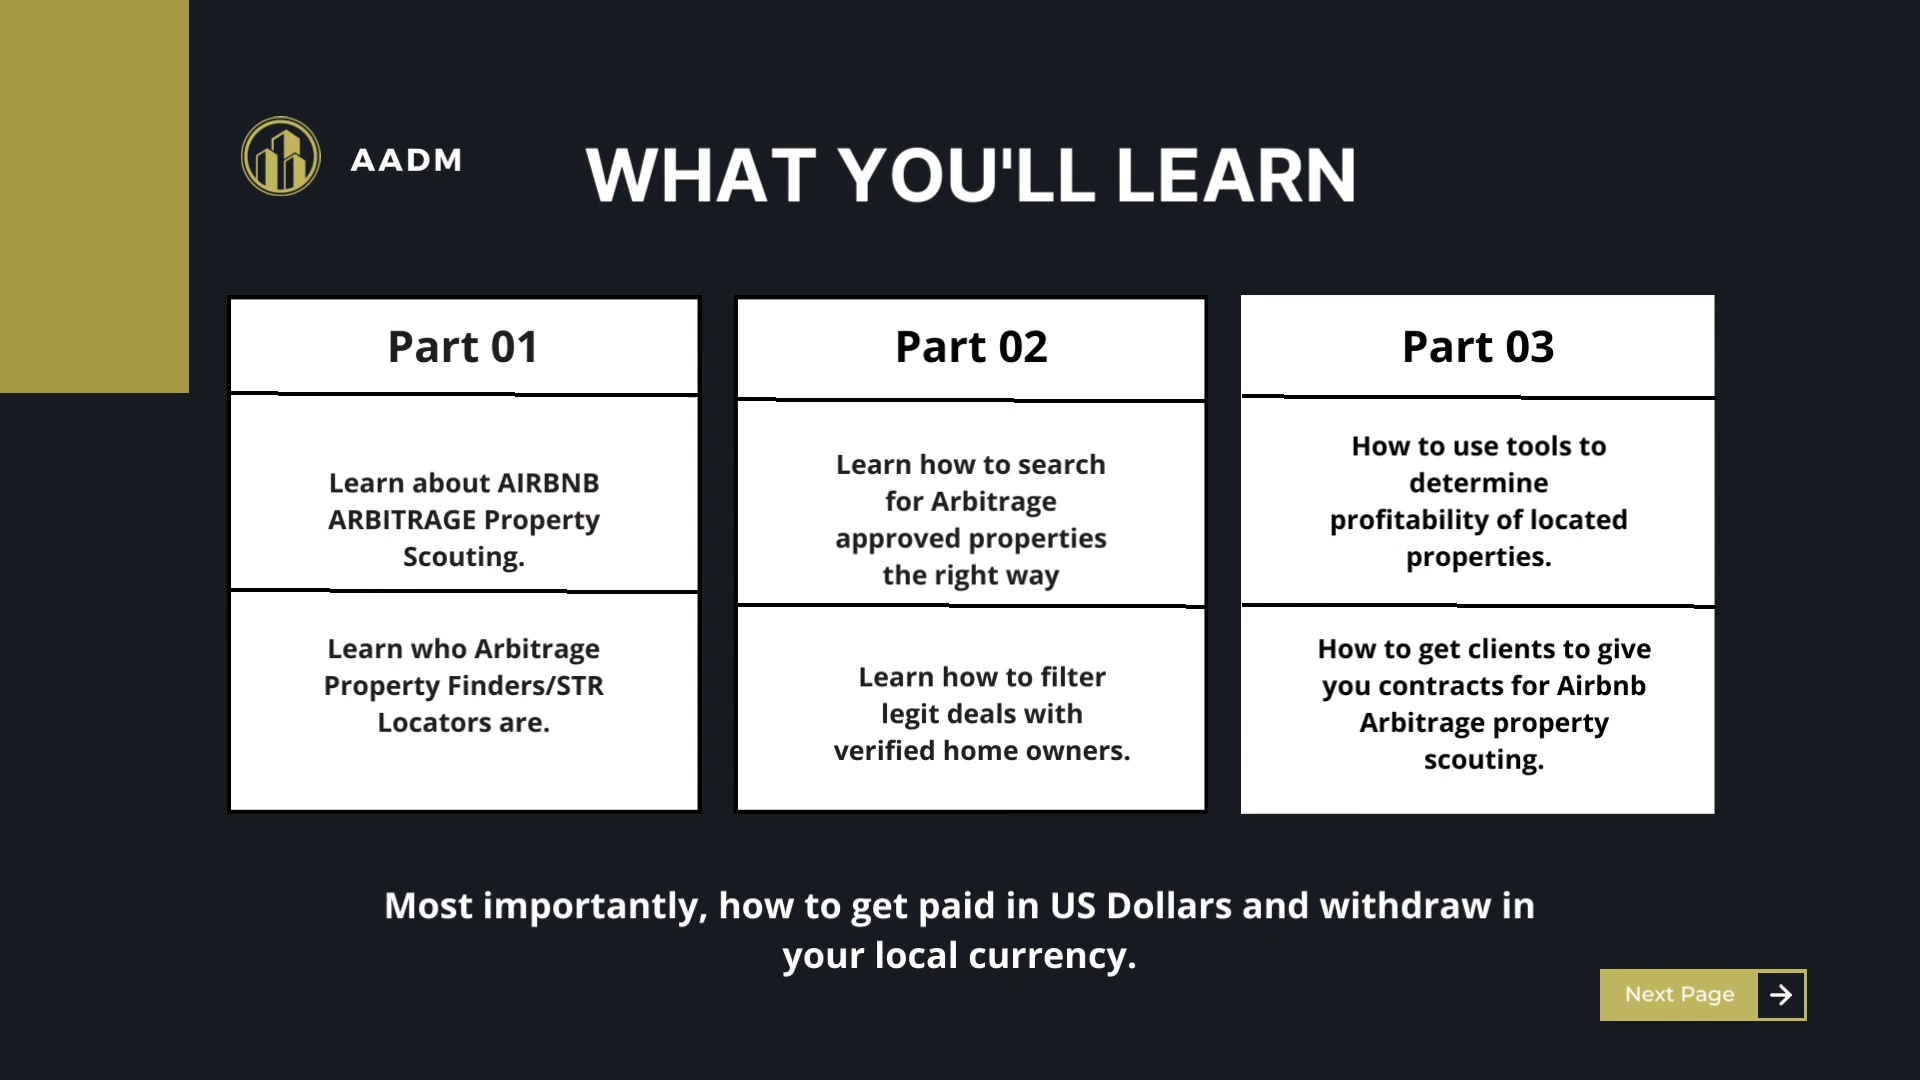 AADM
WHAT YOU'LL LEARN
Part 01
Learn about AIRBNB
ARBITRAGE Property
Scouting.
Learn who Arbitrage
Property Finders/STR
Locators are.
Part 02
Learn how to search
for Arbitrage
approved properties
the right way
Learn how to filter
legit deals with
verified home owners.
Part 03
How to use tools to
determine
profitability of located
properties.
How to get clients to give
you contracts for Airbnb
Arbitrage property
scouting.
Most importantly, how to get paid in US Dollars and withdraw in
your local currency.
Next Page